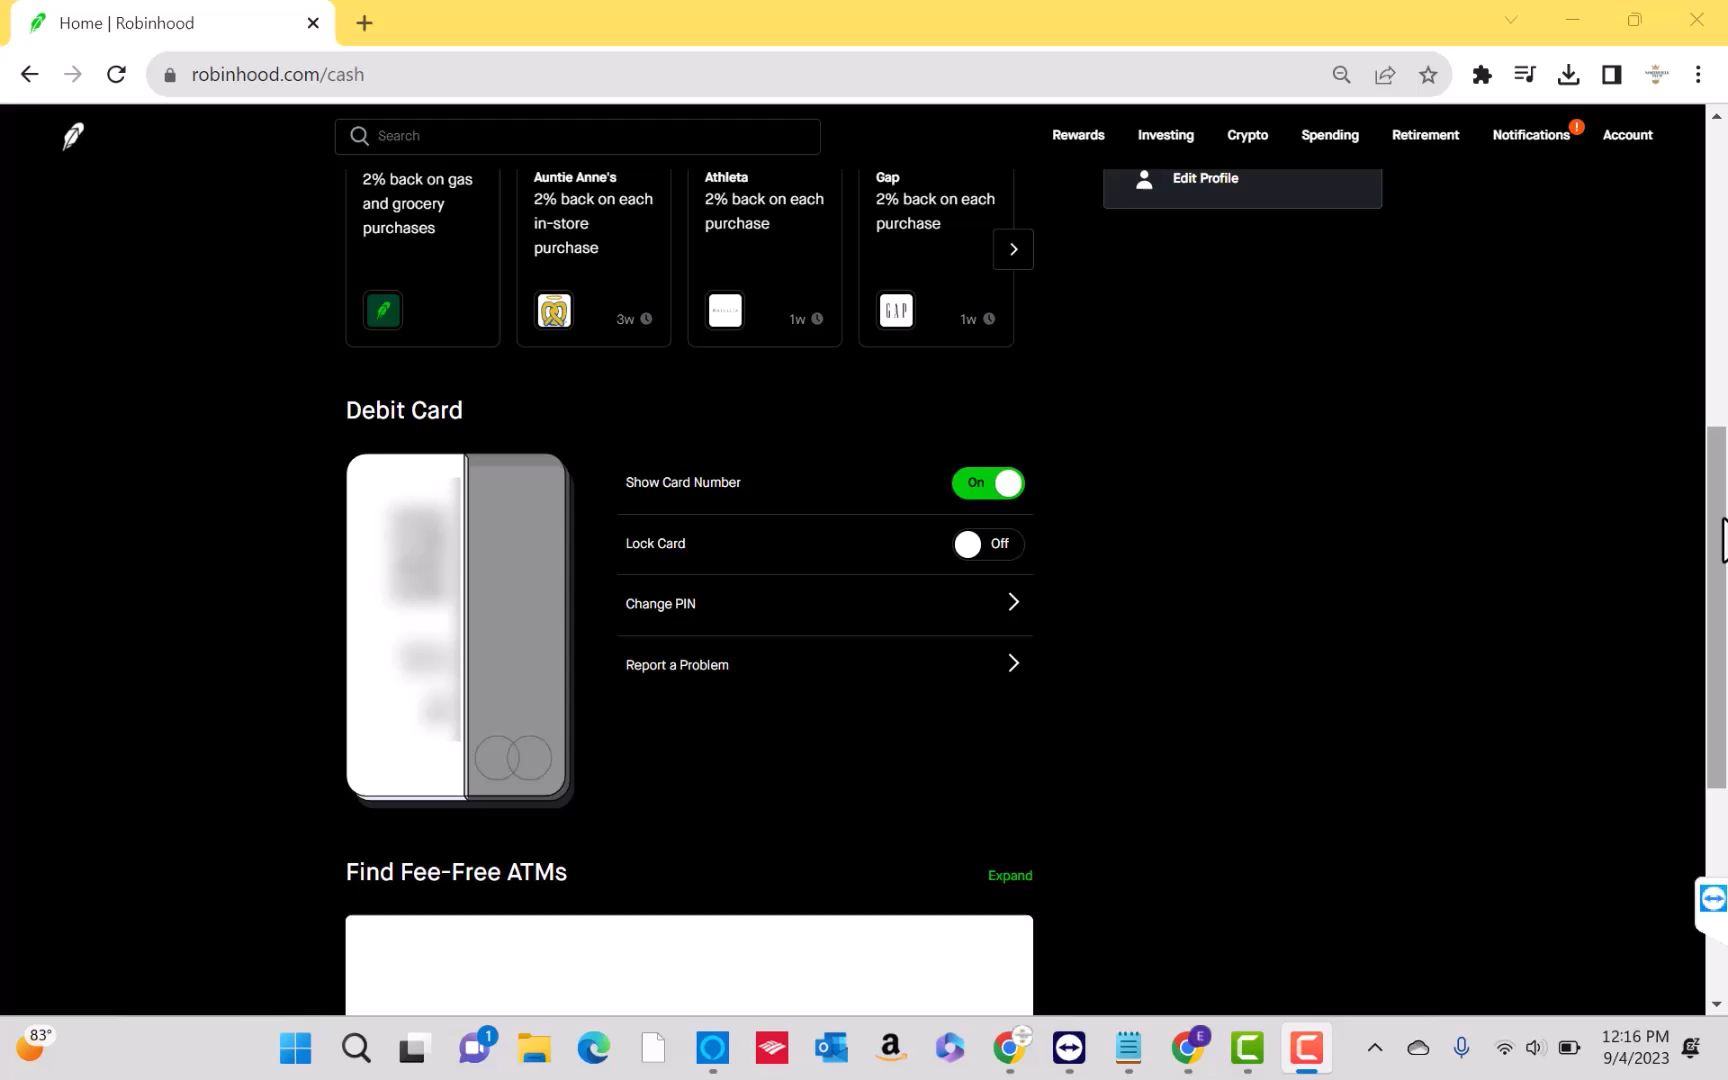 Home | Robinhood
robinhood.com/cash
Search
Rewards
Investing
Crypto
Spending
Retirement
Notifications
!
Account
2% back on gas
and grocery
purchases
Auntie Anne's
2% back on each
in-store
purchase
3w
Athleta
2% back on each
purchase
1w
Gap
2% back on each
purchase
GAP
1w
Edit Profile
Debit Card
Show Card Number
On
Lock Card
Off
Change PIN
Report a Problem
Find Fee-Free ATMs
Expand
83°
1
a
E
12:16 PM
9/4/2023